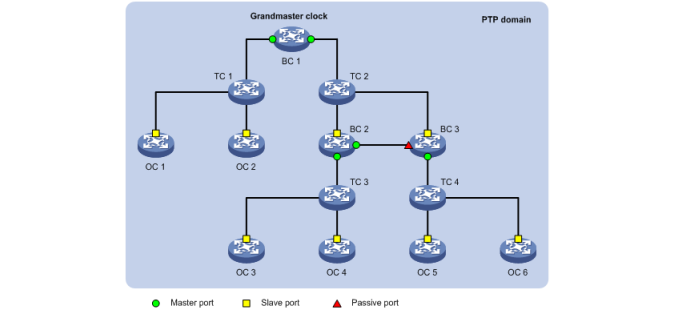 Grandmaster clock
PTP domain
BC 1
TC 1
TC 2
BC 2
BC 3
OC 1
OC 2
TC 3
TC 4
OC 3
OC 4
OC 5
OC 6
Master port
Slave port
Passive port